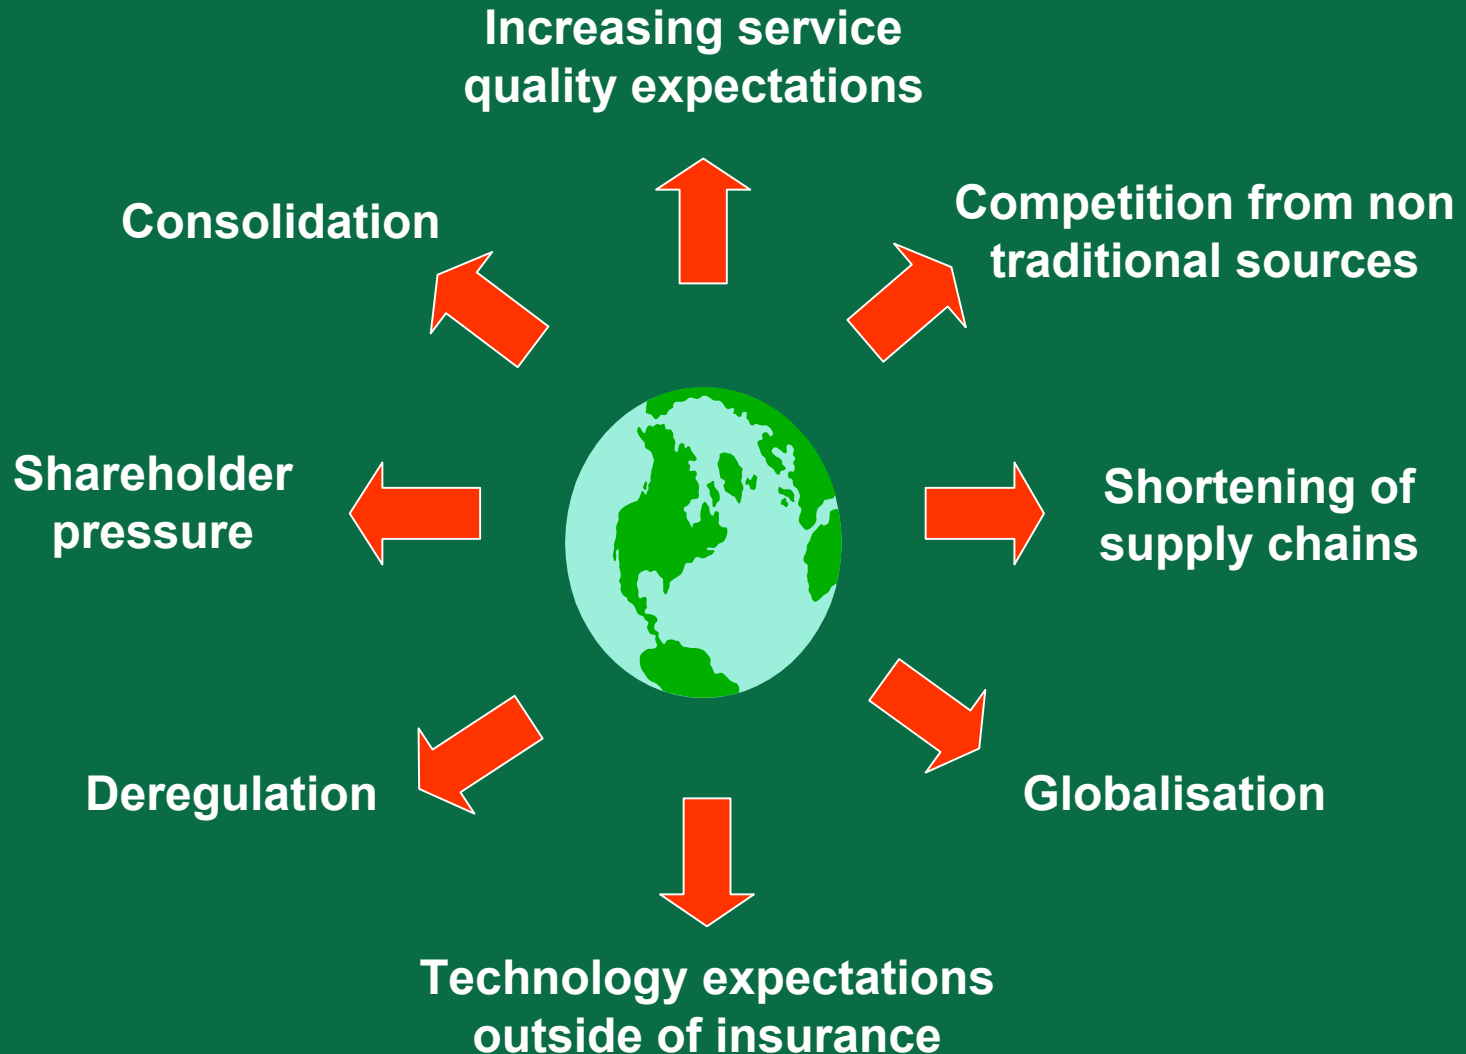 Increasing service
quality expectations
Consolidation
Competition from non
traditional sources
Shareholder
pressure
Shortening of
supply chains
Deregulation
Globalisation
Technology expectations
outside of insurance